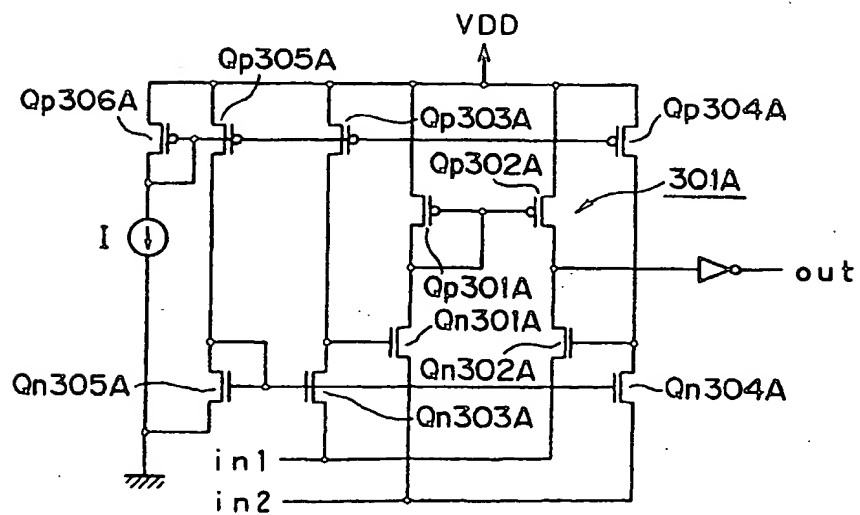 VDD
Qp305A
Qp306A
Qp303A
Qp304A
Qp302A
301A
I
out
Qp301A
Qn301A
Qn302A
Qn305A
Qn304A
Qn303A
in1
in2